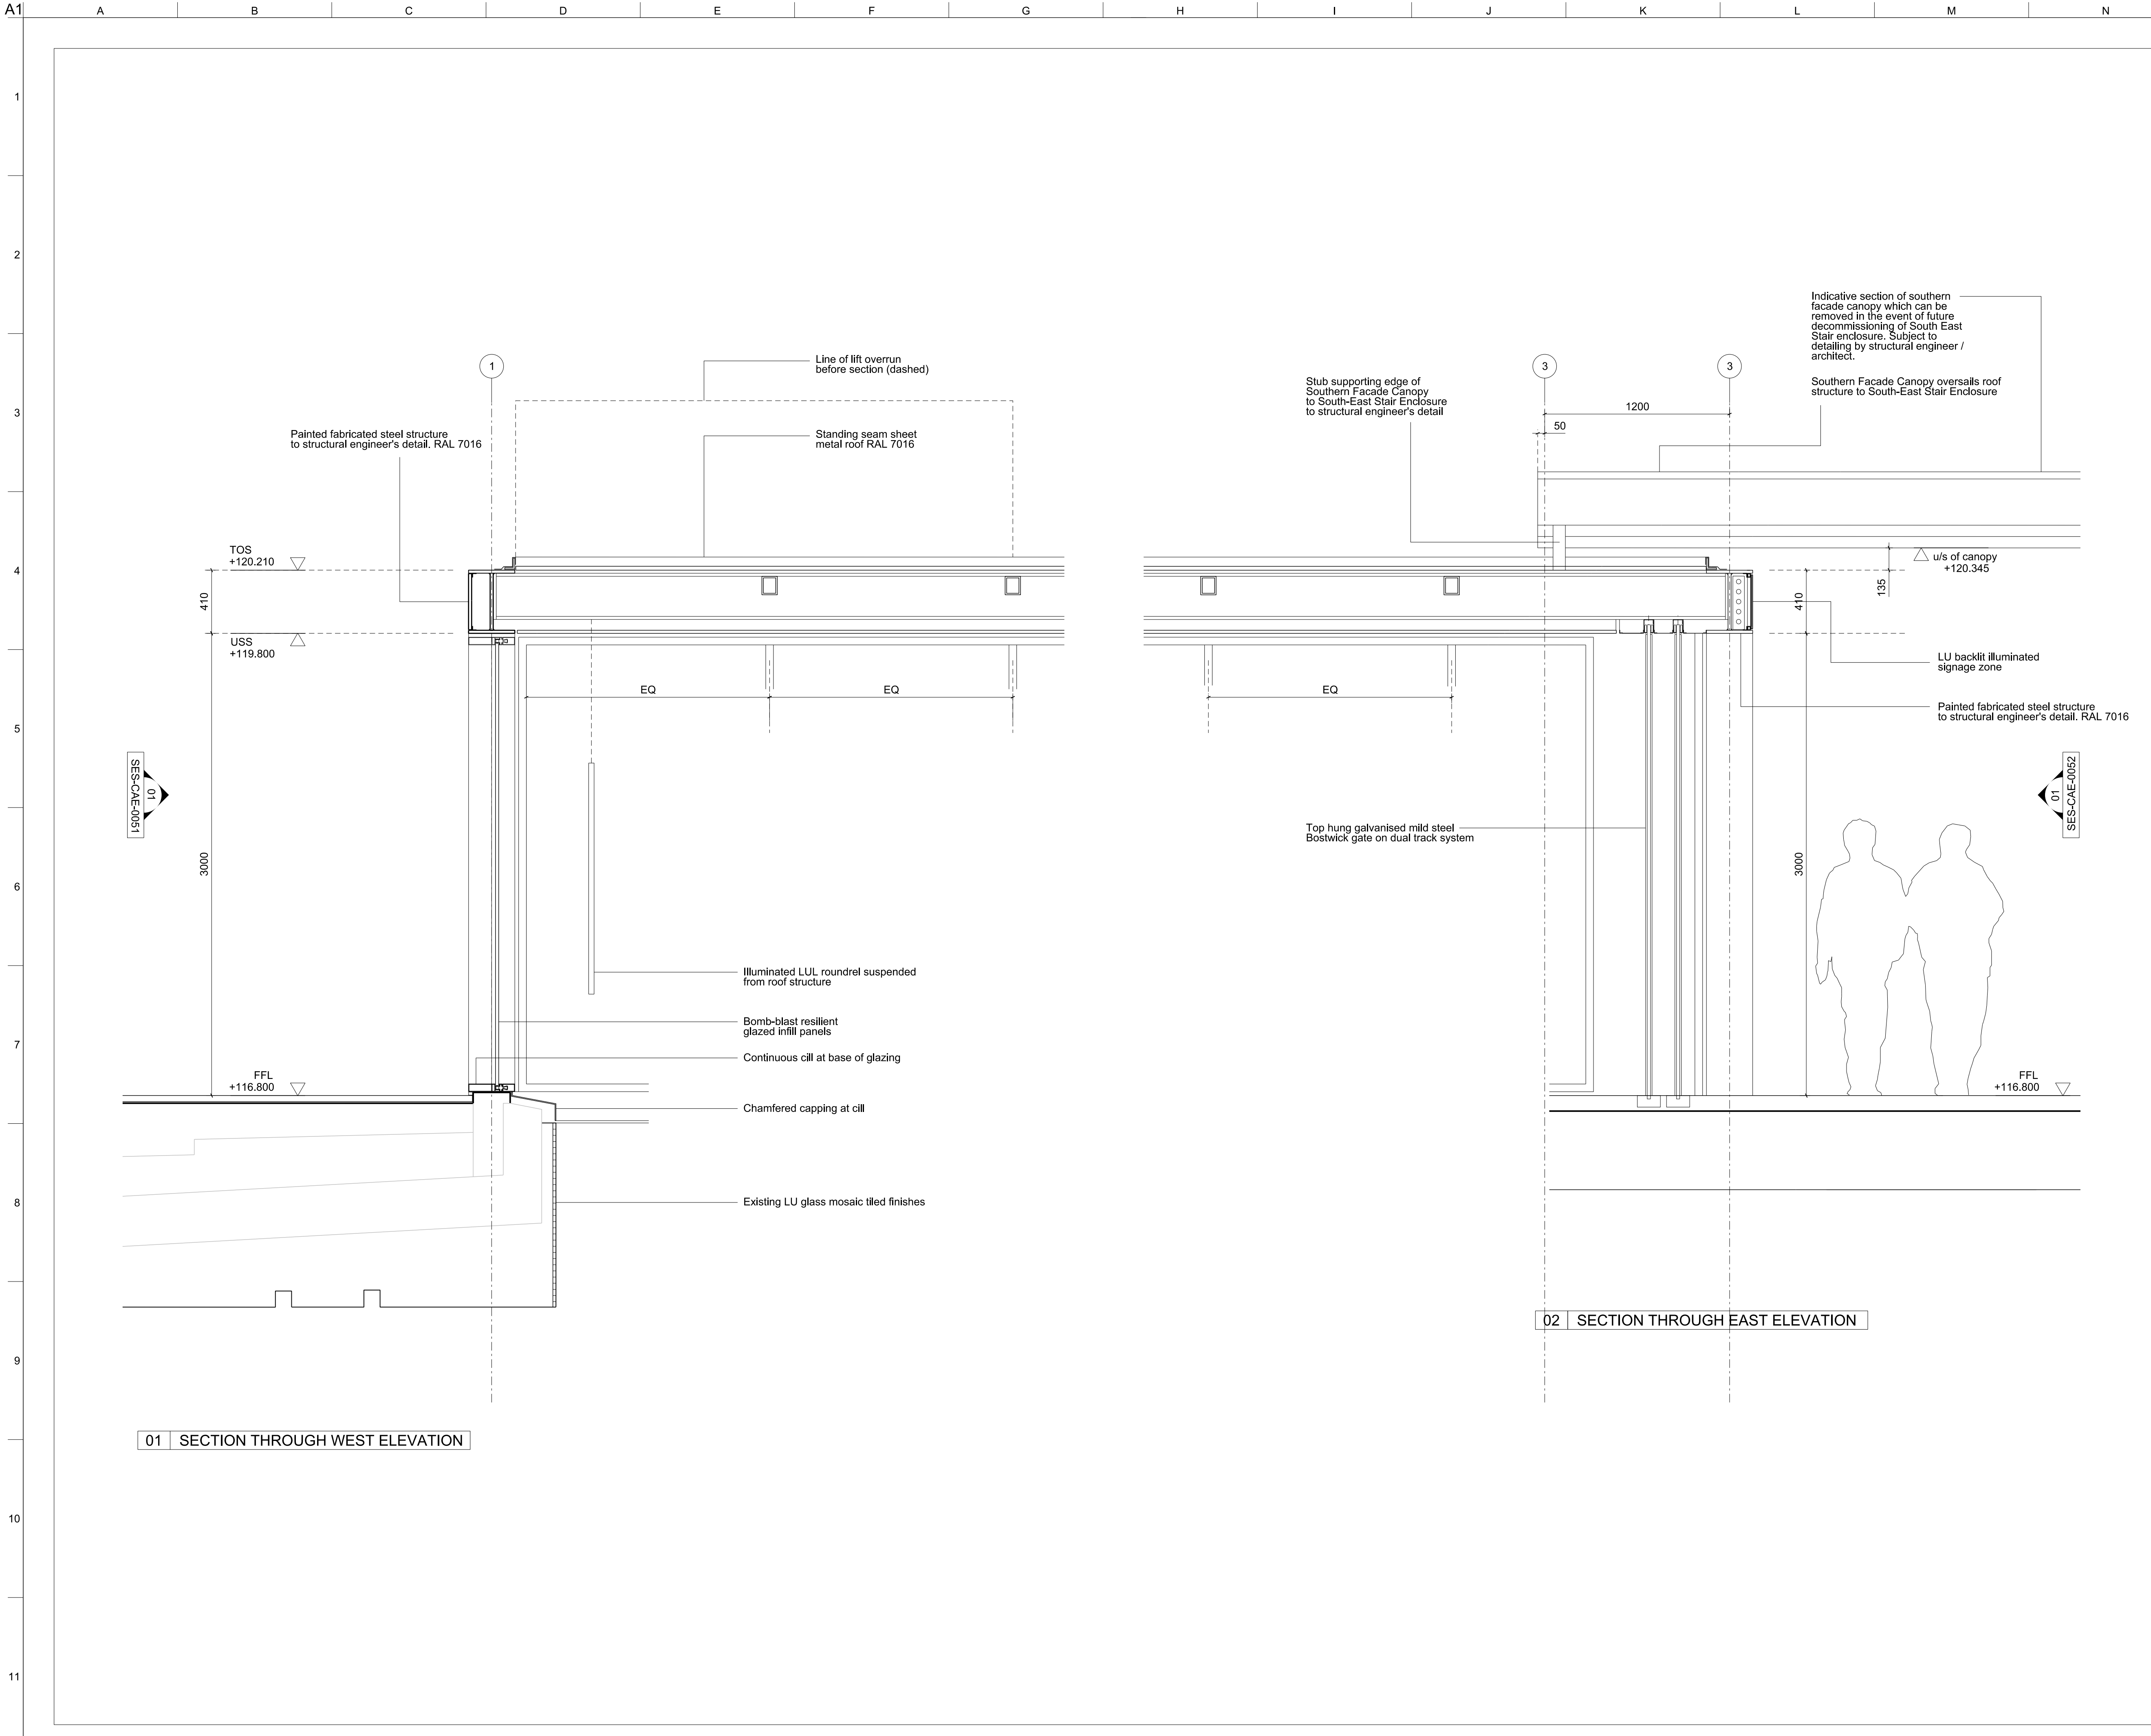 A1
A
B
C
D
E
F
G
H
I
J
K
L
M
N
1
2
3
4
5
6
7
8
9
10
11
Line of lift overrun
before section (dashed)
Standing seam sheet
metal roof RAL 7016
Painted fabricated steel structure
to structural engineer's detail. RAL 7016
1
TOS
+120.210
410
USS
+119.800
EQ
EQ
SES-CAE-0051
01
3000
Illuminated LUL roundrel suspended
from roof structure
Bomb-blast resilient
glazed infill panels
Continuous cill at base of glazing
FFL
+116.800
Chamfered capping at cill
Existing LU glass mosaic tiled finishes
01 SECTION THROUGH WEST ELEVATION
Indicative section of southern
facade canopy which can be
removed in the event of future
decommissioning of South East
Stair enclosure. Subject to
detailing by structural engineer /
architect.
Southern Facade Canopy oversails roof
structure to South-East Stair Enclosure
3
3
Stub supporting edge of
Southern Facade Canopy
to South-East Stair Enclosure
to structural engineer's detail
1200
50
u/s of canopy
+120.345
135
410
LU backlit illuminated
signage zone
EQ
Painted fabricated steel structure
to structural engineer's detail. RAL 7016
01
SES-CAE-0052
Top hung galvanised mild steel
Bostwick gate on dual track system
3000
FFL
+116.800
02 SECTION THROUGH EAST ELEVATION